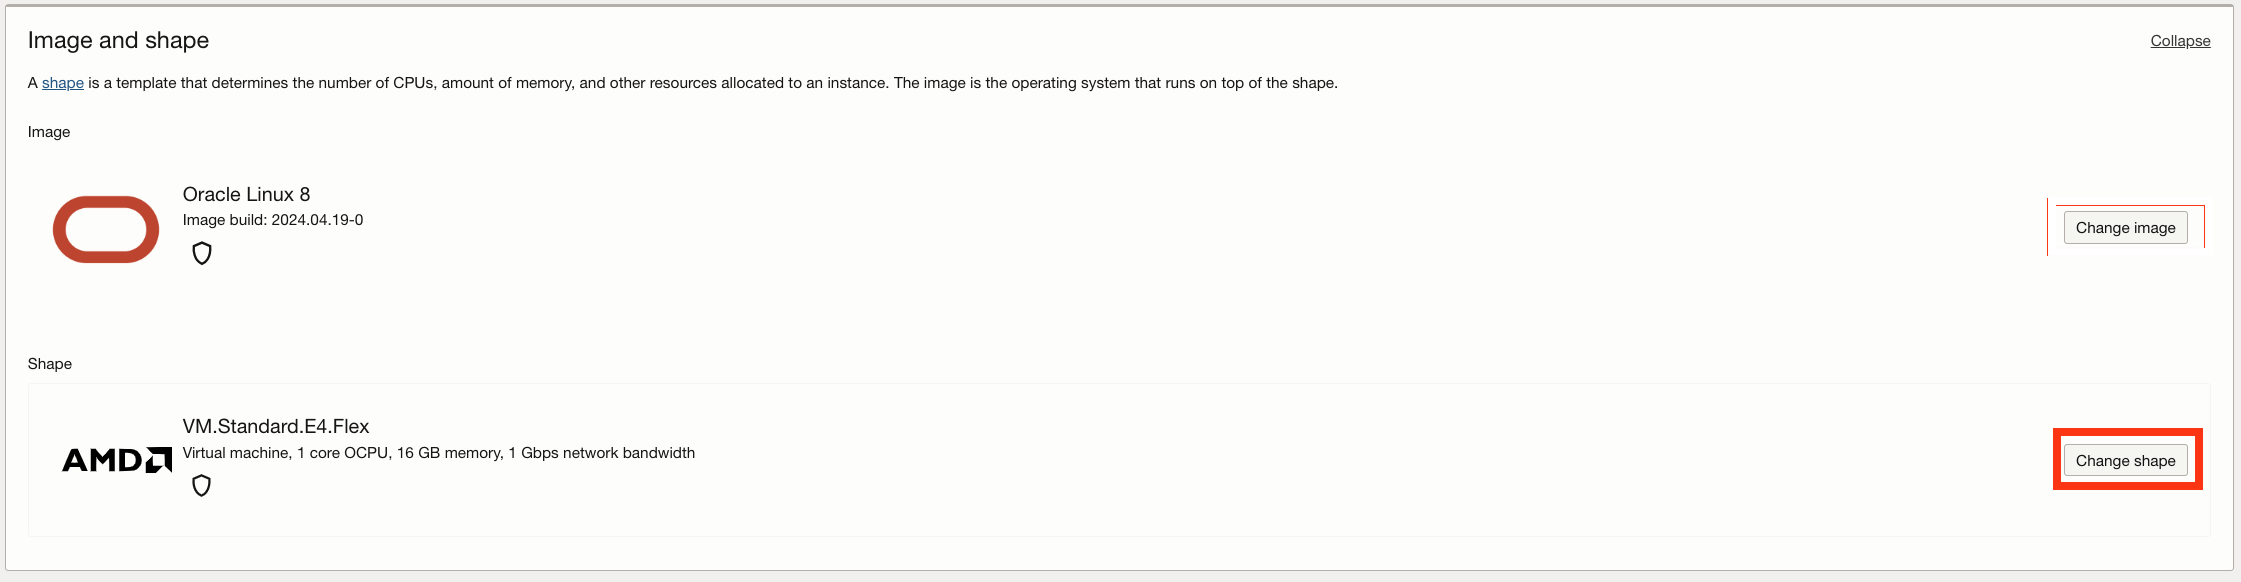 Image and shape
Collapse
A shape is a template that determines the number of CPUs, amount of memory, and other resources allocated to an instance. The image is the operating system that runs on top of the shape.
Image
Oracle Linux 8
Image build: 2024.04.19-0
Change image
Shape
AMD
VM.Standard.E4.Flex
Virtual machine, 1 core OCPU, 16 GB memory, 1 Gbps network bandwidth
Change shape